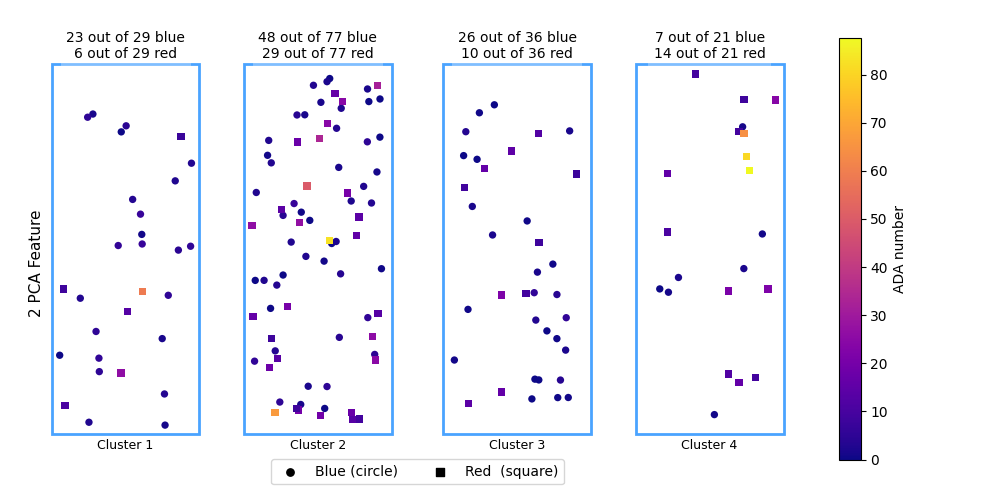 23 out of 29 blue
6 out of 29 red
48 out of 77 blue
29 out of 77 red
26 out of 36 blue
10 out of 36 red
7 out of 21 blue
14 out of 21 red
2 PCA Feature
Cluster 1
Cluster 2
Cluster 3
Cluster 4
80
70
60
50
40
30
20
10
0
ADA number
Blue (circle)
Red (square)